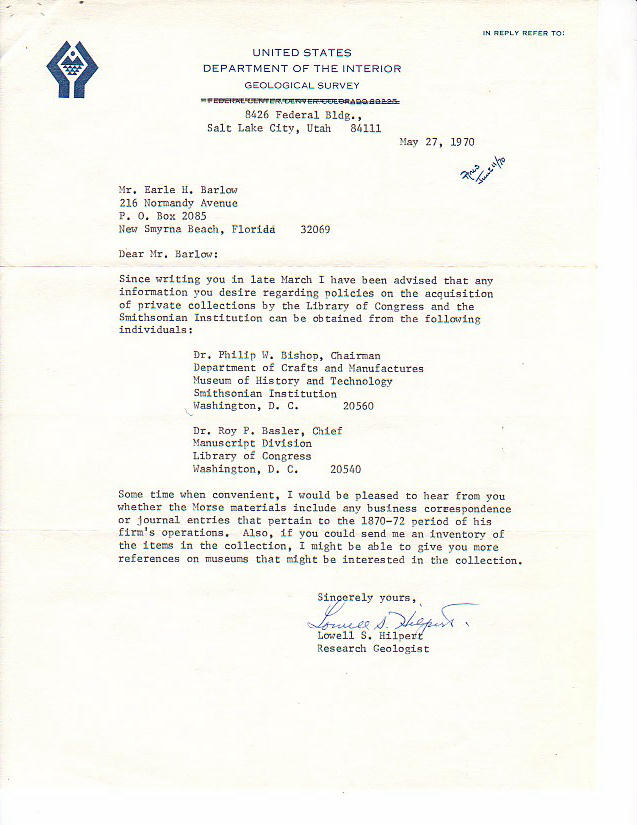 IN REPLY REFER TO:
UNITED STATES
DEPARTMENT OF THE INTERIOR
GEOLOGICAL SURVEY
FEDERAL CENTER, DENVER, COLORADO 80225
8426 Federal Bldg.,
Salt Lake City, Utah 84111
May 27, 1970
June 11/70
Mr. Earle H. Barlow
216 Normandy Avenue
P. O. Box 2085
New Smyrna Beach, Florida 32069
Dear Mr. Barlow:
Since writing you in late March I have been advised that any
information you desire regarding policies on the acquisition
of private collections by the Library of Congress and the
Smithsonian Institution can be obtained from the following
individuals:
Dr. Philip W. Bishop, Chairman
Department of Crafts and Manufactures
Museum of History and Technology
Smithsonian Institution
Washington, D. C. 20560
Dr. Roy P. Basler, Chief
Manuscript Division
Library of Congress
Washington, D. C. 20540
Some time when convenient, I would be pleased to hear from you
whether the Morse materials include any business correspondence
or journal entries that pertain to the 1870-72 period of his
firm's operations. Also, if you could send me an inventory of
the items in the collection, I might be able to give you more
references on museums that might be interested in the collection.
Sincerely yours,
Lowell S. Hilpert
Lowell S. Hilpert
Research Geologist